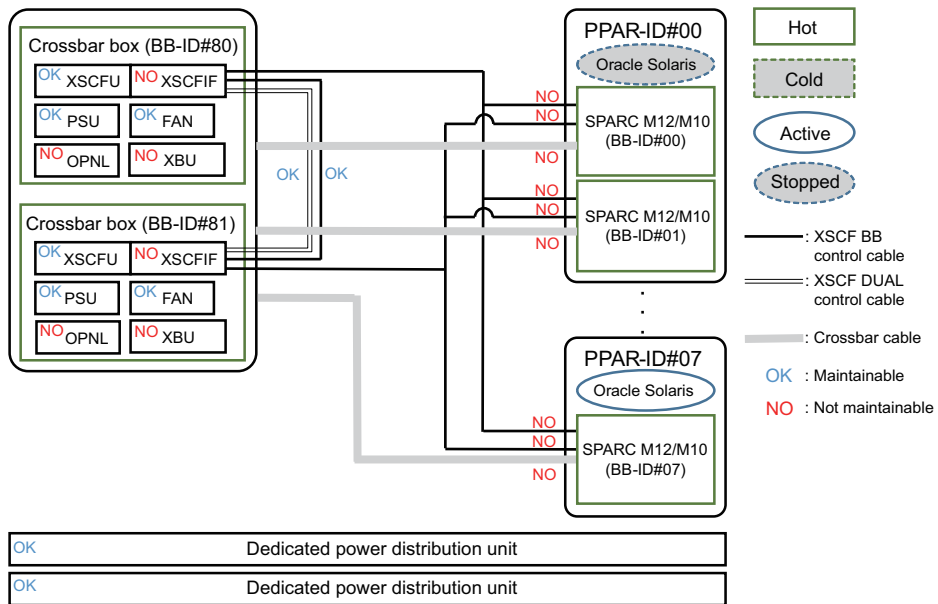 Crossbar box (BB-ID#80)
OK XSCFU
NO XSCFIF
OK PSU
OK FAN
NO OPNL
NO XBU
Crossbar box (BB-ID#81)
OK XSCFU
NO XSCFIF
OK PSU
OK FAN
NO OPNL
NO XBU
OK
OK
PPAR-ID#00
Oracle Solaris
NO
NO
NO
SPARC M12/M10
(BB-ID#00)
NO
NO
NO
SPARC M12/M10
(BB-ID#01)
.
.
.
PPAR-ID#07
Oracle Solaris
NO
NO
NO
SPARC M12/M10
(BB-ID#07)
Hot
Cold
Active
Stopped
: XSCF BB
control cable
: XSCF DUAL
control cable
: Crossbar cable
OK : Maintainable
NO : Not maintainable
OK Dedicated power distribution unit
OK Dedicated power distribution unit